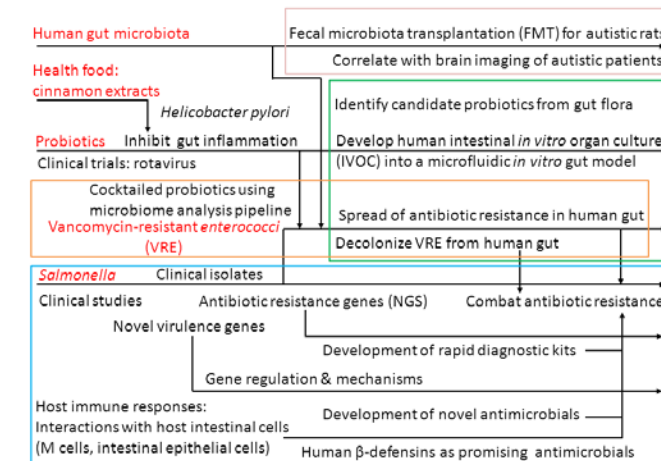 Human gut microbiota
Fecal microbiota transplantation (FMT) for autistic rats
Correlate with brain imaging of autistic patients
Health food:
cinnamon extracts
Helicobacter pylori
Identify candidate probiotics from gut flora
Probiotics
Inhibit gut inflammation
Develop human intestinal in vitro organ culture
Clinical trials: rotavirus
(IVOC) into a microfluidic in vitro gut model
Cocktailed probiotics using
microbiome analysis pipeline
Vancomycin-resistant enterococci
(VRE)
Spread of antibiotic resistance in human gut
Decolonize VRE from human gut
Salmonella
Clinical isolates
Clinical studies
Antibiotic resistance genes (NGS)
Combat antibiotic resistance
Novel virulence genes
Development of rapid diagnostic kits
Gene regulation & mechanisms
Host immune responses:
Interactions with host intestinal cells
(M cells, intestinal epithelial cells)
Development of novel antimicrobials
Human β-defensins as promising antimicrobials